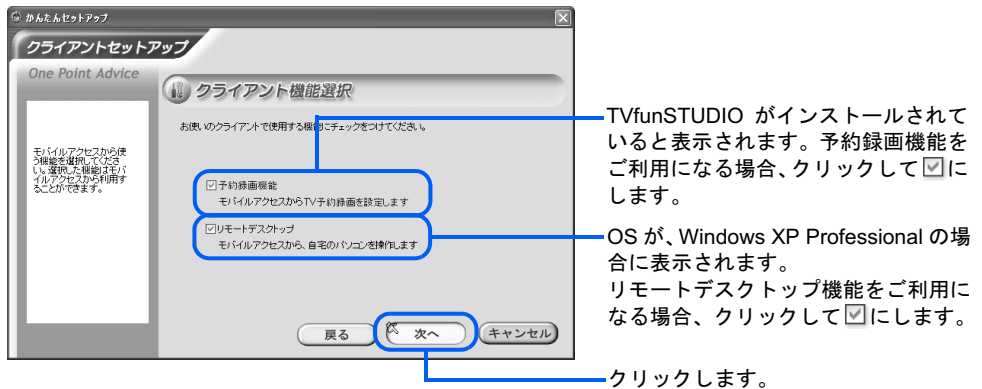 かんたんセットアップ
クライアントセットアップ
One Point Advice
モバイルアクセスから使
う機能を選択してくださ
い。選択した機能はモバ
イルアクセスから利用す
ることができます。
クライアント機能選択
お使いのクライアントで使用する機能にチェックをつけてください。
予約録画機能
モバイルアクセスからTV予約録画を設定します
リモートデスクトップ
モバイルアクセスから、自宅のパソコンを操作します
戻る
次へ
キャンセル
TVfunSTUDIO がインストールされて
いると表示されます。予約録画機能を
ご利用になる場合、クリックして☑に
します。
OS が、Windows XP Professional の場
合に表示されます。
リモートデスクトップ機能をご利用に
なる場合、クリックして☑にします。
クリックします。